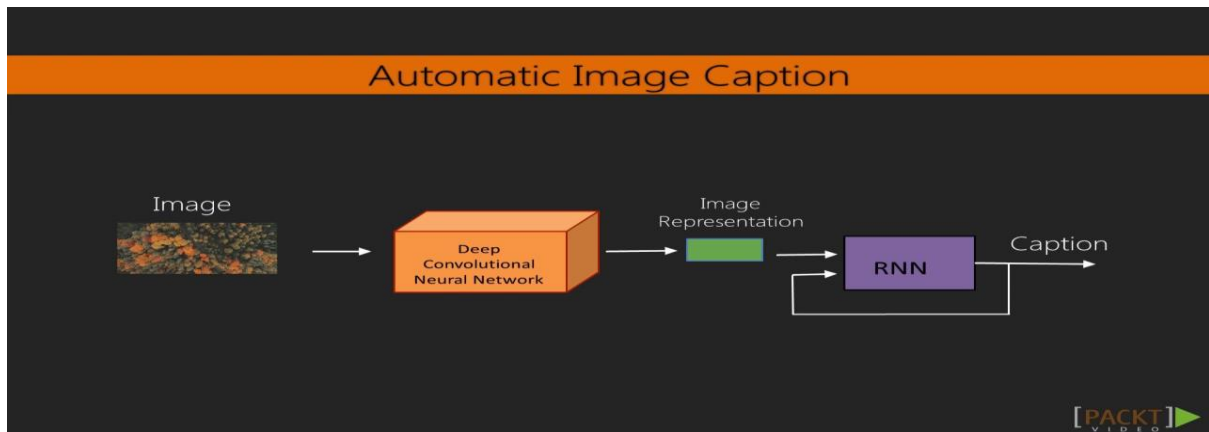 Automatic Image Caption
Image
Deep
Convolutional
Neural Network
Image
Representation
RNN
Caption
[PACKT]
VIDEO